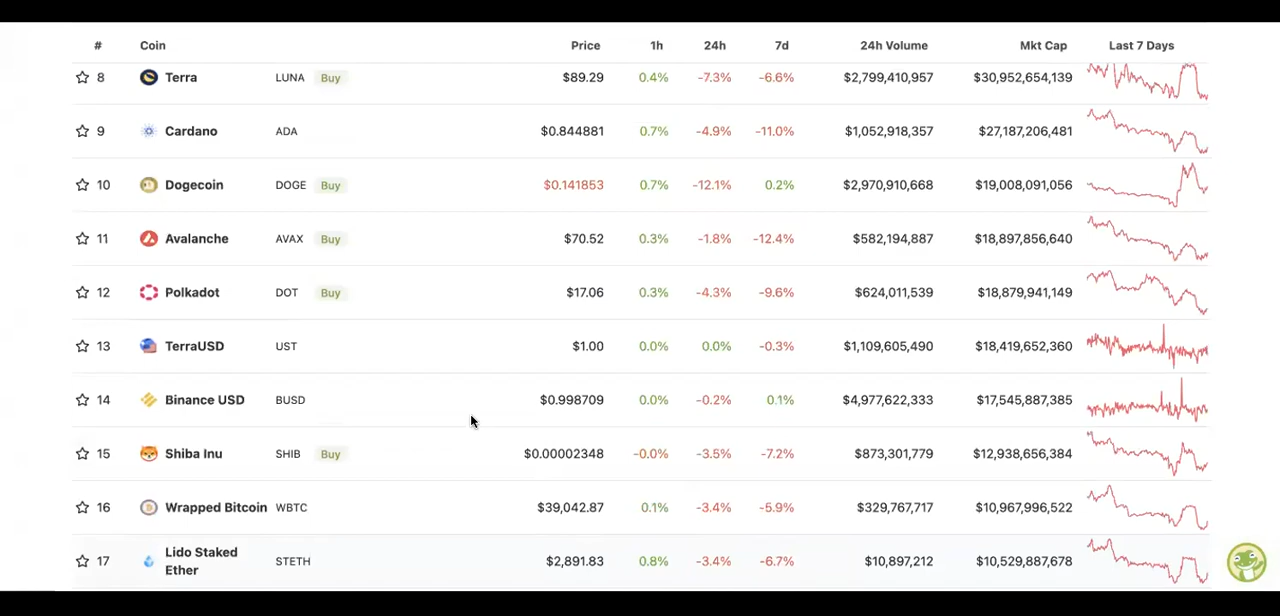 # Coin Price 1h 24h 7d 24h Volume Mkt Cap Last 7 Days
8 Terra LUNA Buy $89.29 0.4% -7.3% -6.6% $2,799,410,957 $30,952,654,139
9 Cardano ADA $0.844881 0.7% -4.9% -11.0% $1,052,918,357 $27,187,206,481
10 Dogecoin DOGE Buy $0.141853 0.7% -12.1% 0.2% $2,970,910,668 $19,008,091,056
11 Avalanche AVAX Buy $70.52 0.3% -1.8% -12.4% $582,194,887 $18,897,856,640
12 Polkadot DOT Buy $17.06 0.3% -4.3% -9.6% $624,011,539 $18,879,941,149
13 TerraUSD UST $1.00 0.0% 0.0% -0.3% $1,109,605,490 $18,419,652,360
14 Binance USD BUSD $0.998709 0.0% -0.2% 0.1% $4,977,622,333 $17,545,887,385
15 Shiba Inu SHIB Buy $0.00002348 -0.0% -3.5% -7.2% $873,301,779 $12,938,656,384
16 Wrapped Bitcoin WBTC $39,042.87 0.1% -3.4% -5.9% $329,767,717 $10,967,996,522
17 Lido Staked
Ether STETH $2,891.83 0.8% -3.4% -6.7% $10,897,212 $10,529,887,678